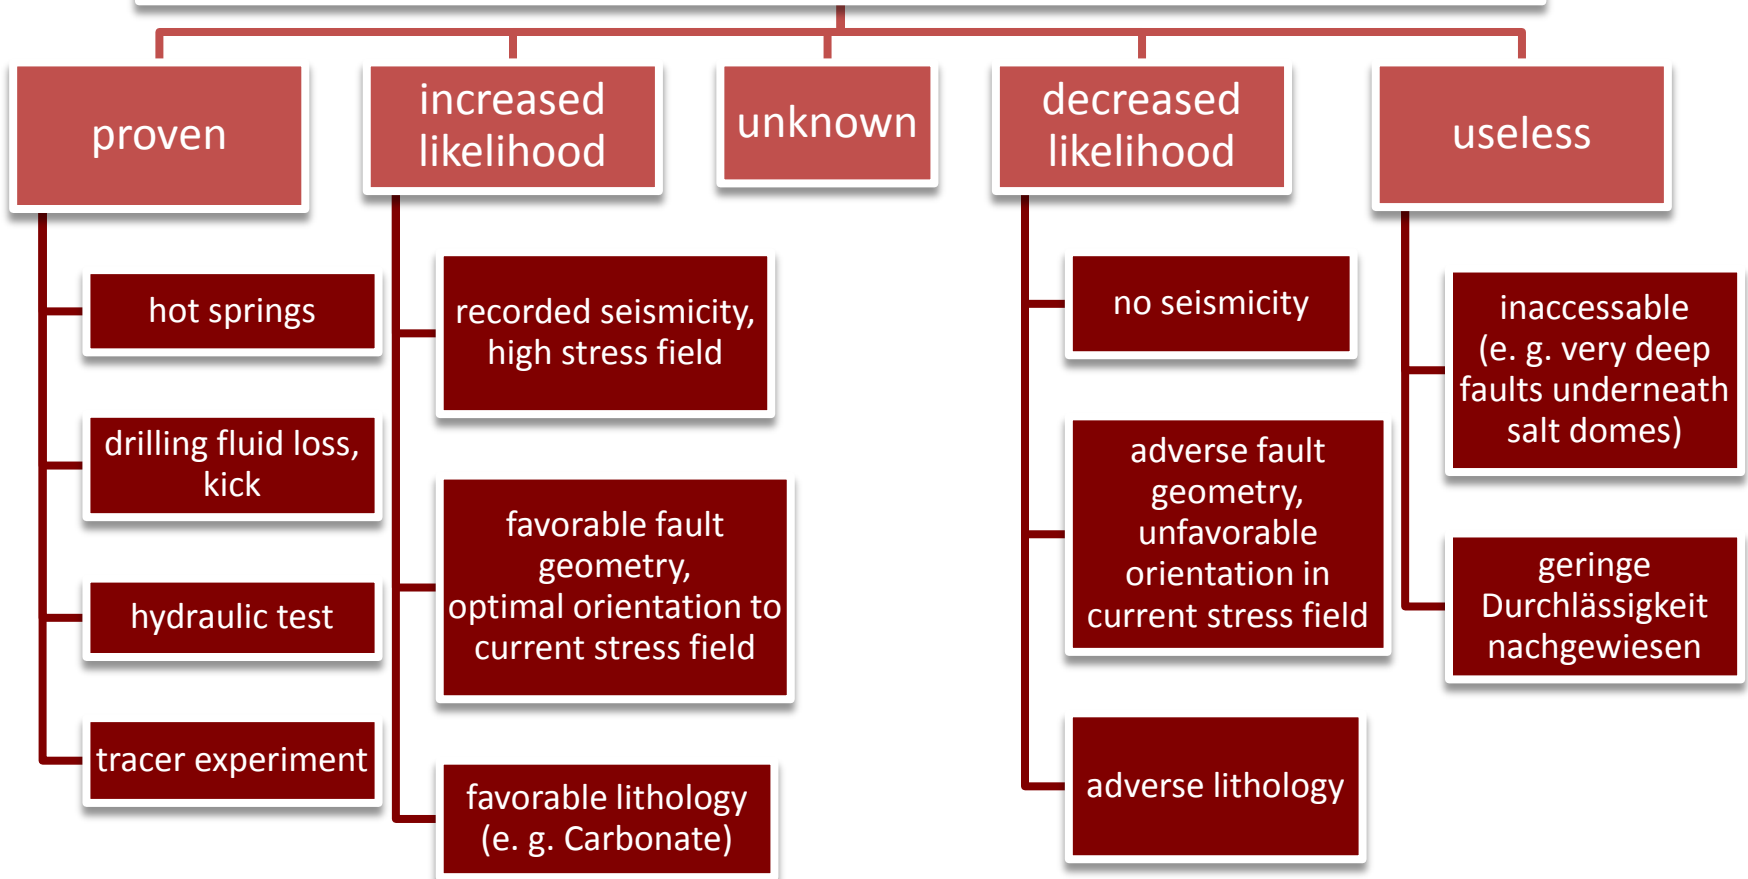 proven
increased
likelihood
unknown
decreased
likelihood
useless
hot springs
drilling fluid loss,
kick
hydraulic test
tracer experiment
recorded seismicity,
high stress field
favorable fault
geometry,
optimal orientation to
current stress field
favorable lithology
(e. g. Carbonate)
no seismicity
adverse fault
geometry,
unfavorable
orientation in
current stress field
adverse lithology
inaccessable
(e. g. very deep
faults underneath
salt domes)
geringe
Durchlässigkeit
nachgewiesen